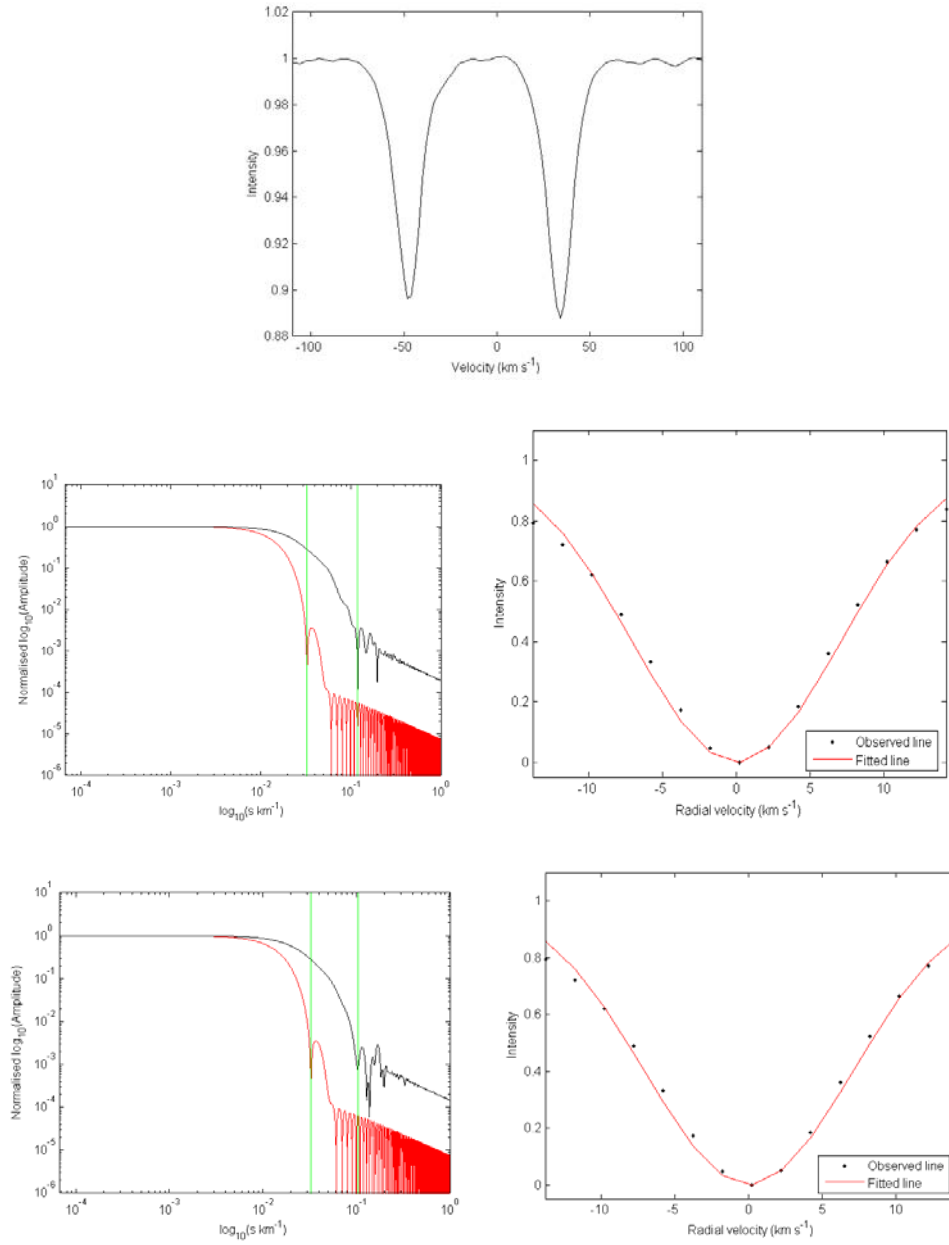 1.02
1
0.98
0.96
0.94
0.92
0.9
0.88
Intensity
-100 -50 0 50 100
Velocity (km s⁻¹)
10¹
10⁰
10⁻¹
10⁻²
10⁻³
10⁻⁴
10⁻⁵
10⁻⁶
Normalised log₁₀(Amplitude)
10⁻⁴ 10⁻³ 10⁻² 10⁻¹ 10⁰
log₁₀(s km⁻¹)
1
0.8
0.6
0.4
0.2
0
Intensity
Observed line
Fitted line
-10 -5 0 5 10
Radial velocity (km s⁻¹)
10¹
10⁰
10⁻¹
10⁻²
10⁻³
10⁻⁴
10⁻⁵
10⁻⁶
Normalised log₁₀(Amplitude)
10⁻⁴ 10⁻³ 10⁻² 10⁻¹ 10⁰
log₁₀(s km⁻¹)
1
0.8
0.6
0.4
0.2
0
Intensity
Observed line
Fitted line
-10 -5 0 5 10
Radial velocity (km s⁻¹)